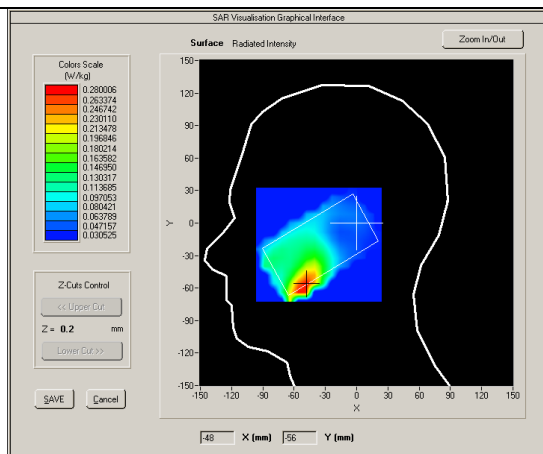 SAR Visualisation Graphical Interface
Surface Radiated Intensity
Zoom In/Out
Colors Scale
(W/kg)
0.280006
0.263374
0.246742
0.230110
0.213478
0.196846
0.180214
0.163582
0.146950
0.130317
0.113685
0.097053
0.080421
0.063789
0.047157
0.030525
Z-Cuts Control
<< Upper Cut
Z = 0.2 mm
Lower Cut >>
SAVE Cancel
150
120
90
60
30
0
-30
-60
-90
-120
-150
Y
-150 -120 -90 -60 -30 0 30 60 90 120 150
X
-48 X (mm) -56 Y (mm)